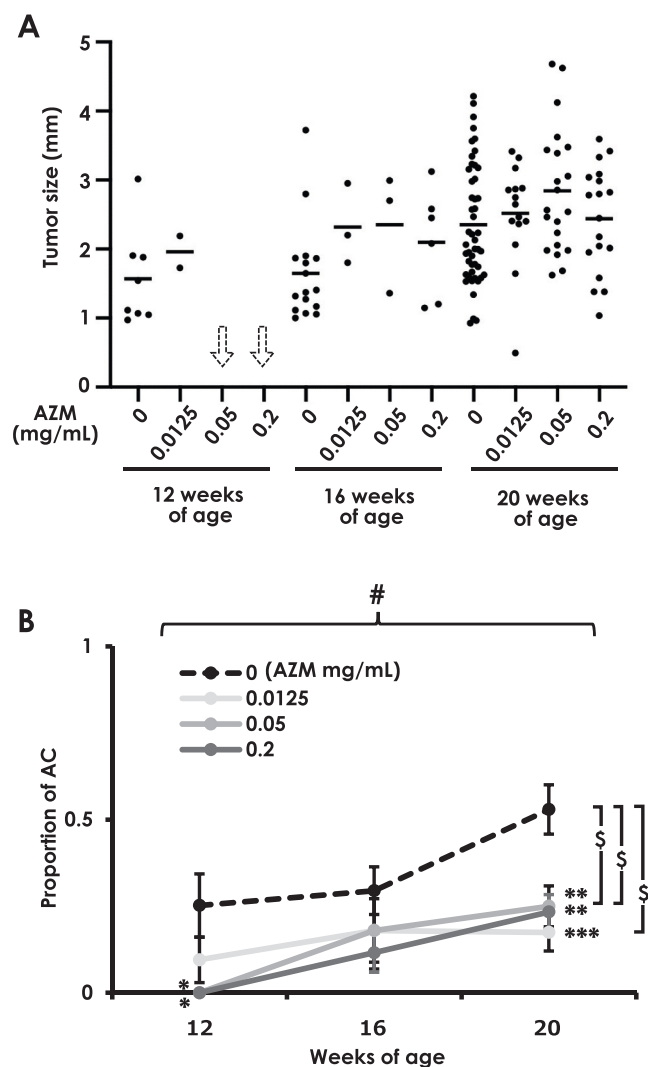 A
5
4
3
2
1
0
Tumor size (mm)
AZM
(mg/mL)
0
0.0125
0.05
0.2
0
0.0125
0.05
0.2
0
0.0125
0.05
0.2
12 weeks
of age
16 weeks
of age
20 weeks
of age
B
#
1
0.5
0
Proportion of AC
0 (AZM mg/mL)
0.0125
0.05
0.2
$
$
$
**
**
***
*
*
12
16
20
Weeks of age